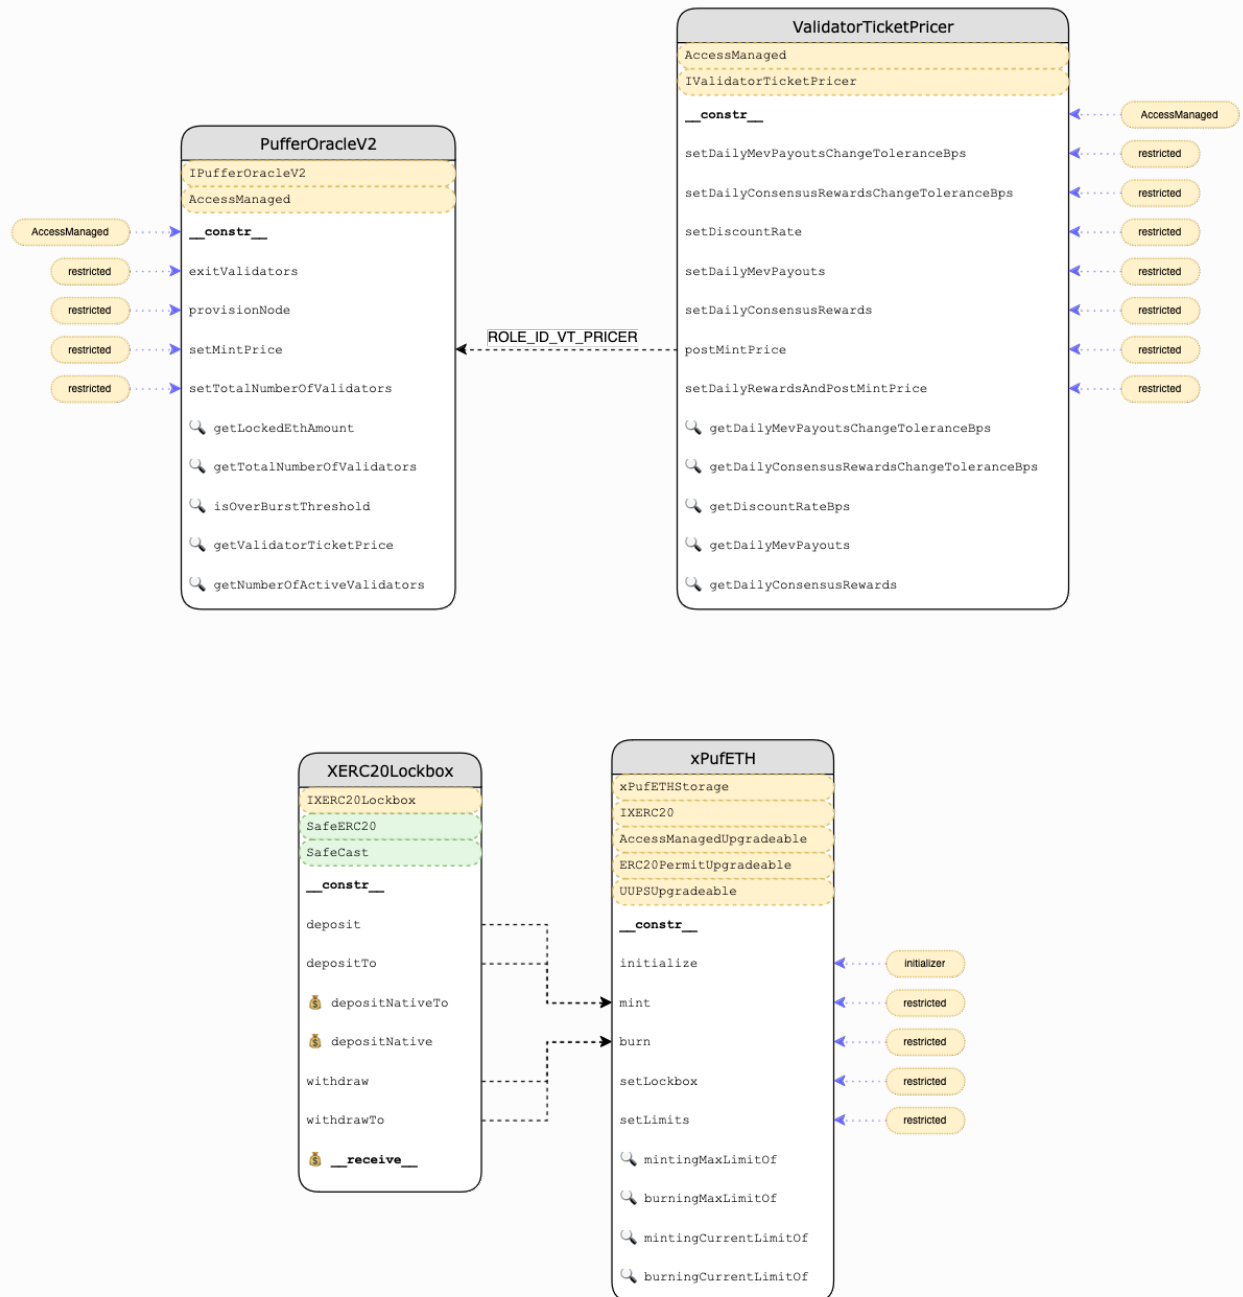 ValidatorTicketPricer
AccessManaged
IValidatorTicketPricer
__constr__
AccessManaged
setDailyMevPayoutsChangeToleranceBps
restricted
setDailyConsensusRewardsChangeToleranceBps
restricted
setDiscountRate
restricted
setDailyMevPayouts
restricted
setDailyConsensusRewards
restricted
postMintPrice
restricted
setDailyRewardsAndPostMintPrice
restricted
getDailyMevPayoutsChangeToleranceBps
getDailyConsensusRewardsChangeToleranceBps
getDiscountRateBps
getDailyMevPayouts
getDailyConsensusRewards
PufferOracleV2
IPufferOracleV2
AccessManaged
AccessManaged
__constr__
restricted
exitValidators
restricted
provisionNode
restricted
setMintPrice
restricted
setTotalNumberOfValidators
getLockedEthAmount
getTotalNumberOfValidators
isOverBurstThreshold
getValidatorTicketPrice
getNumberOfActiveValidators
ROLE_ID_VT_PRICER
XERC20Lockbox
IXERC20Lockbox
SafeERC20
SafeCast
__constr__
deposit
depositTo
depositNativeTo
depositNative
withdraw
withdrawTo
__receive__
xPufETH
xPufETHStorage
IXERC20
AccessManagedUpgradeable
ERC20PermitUpgradeable
UUPSUpgradeable
__constr__
initialize
initializer
mint
restricted
burn
restricted
setLockbox
restricted
setLimits
restricted
mintingMaxLimitOf
burningMaxLimitOf
mintingCurrentLimitOf
burningCurrentLimitOf